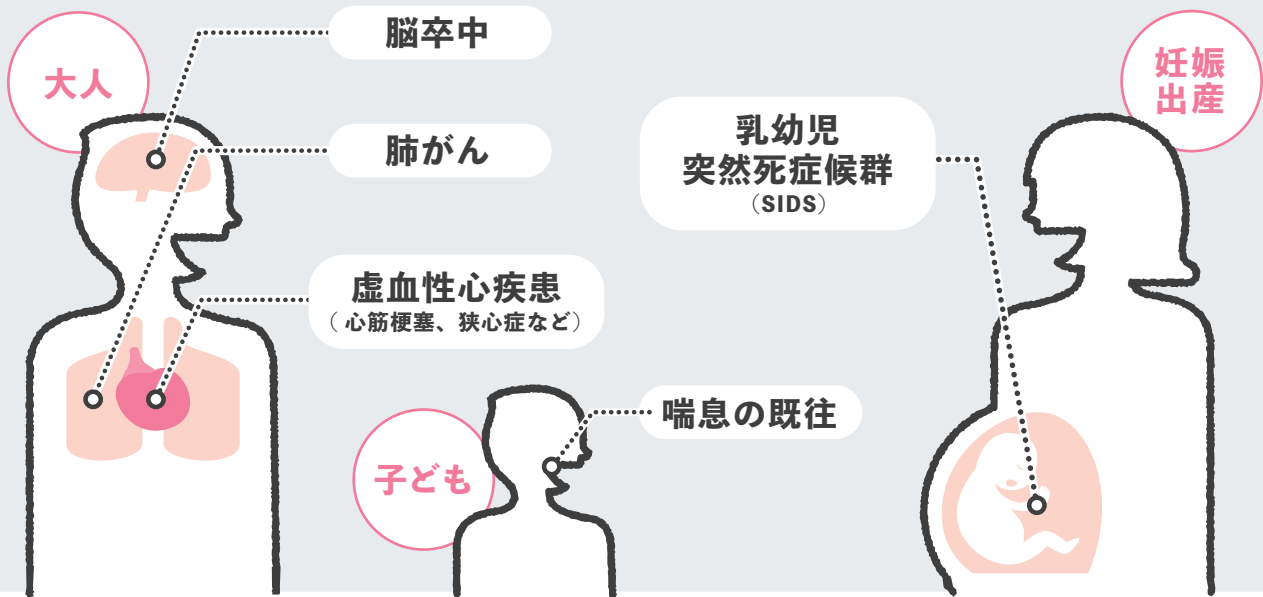 大人
脳卒中
肺がん
虚血性心疾患
（心筋梗塞、狭心症など）
子ども
喘息の既往
妊娠
出産
乳幼児
突然死症候群
（SIDS）